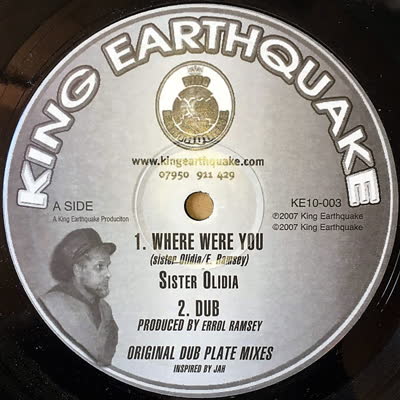 KING EARTHQUAKE
www.kingearthquake.com
07950 911 429
A SIDE
A King Earthquake Produciton
KE10-003
℗2007 King Earthquake
©2007 King Earthquake
1. WHERE WERE YOU
(sister Olidia/E. Ramsey)
SISTER OLIDIA
2. DUB
PRODUCED BY ERROL RAMSEY
ORIGINAL DUB PLATE MIXES
INSPIRED BY JAH